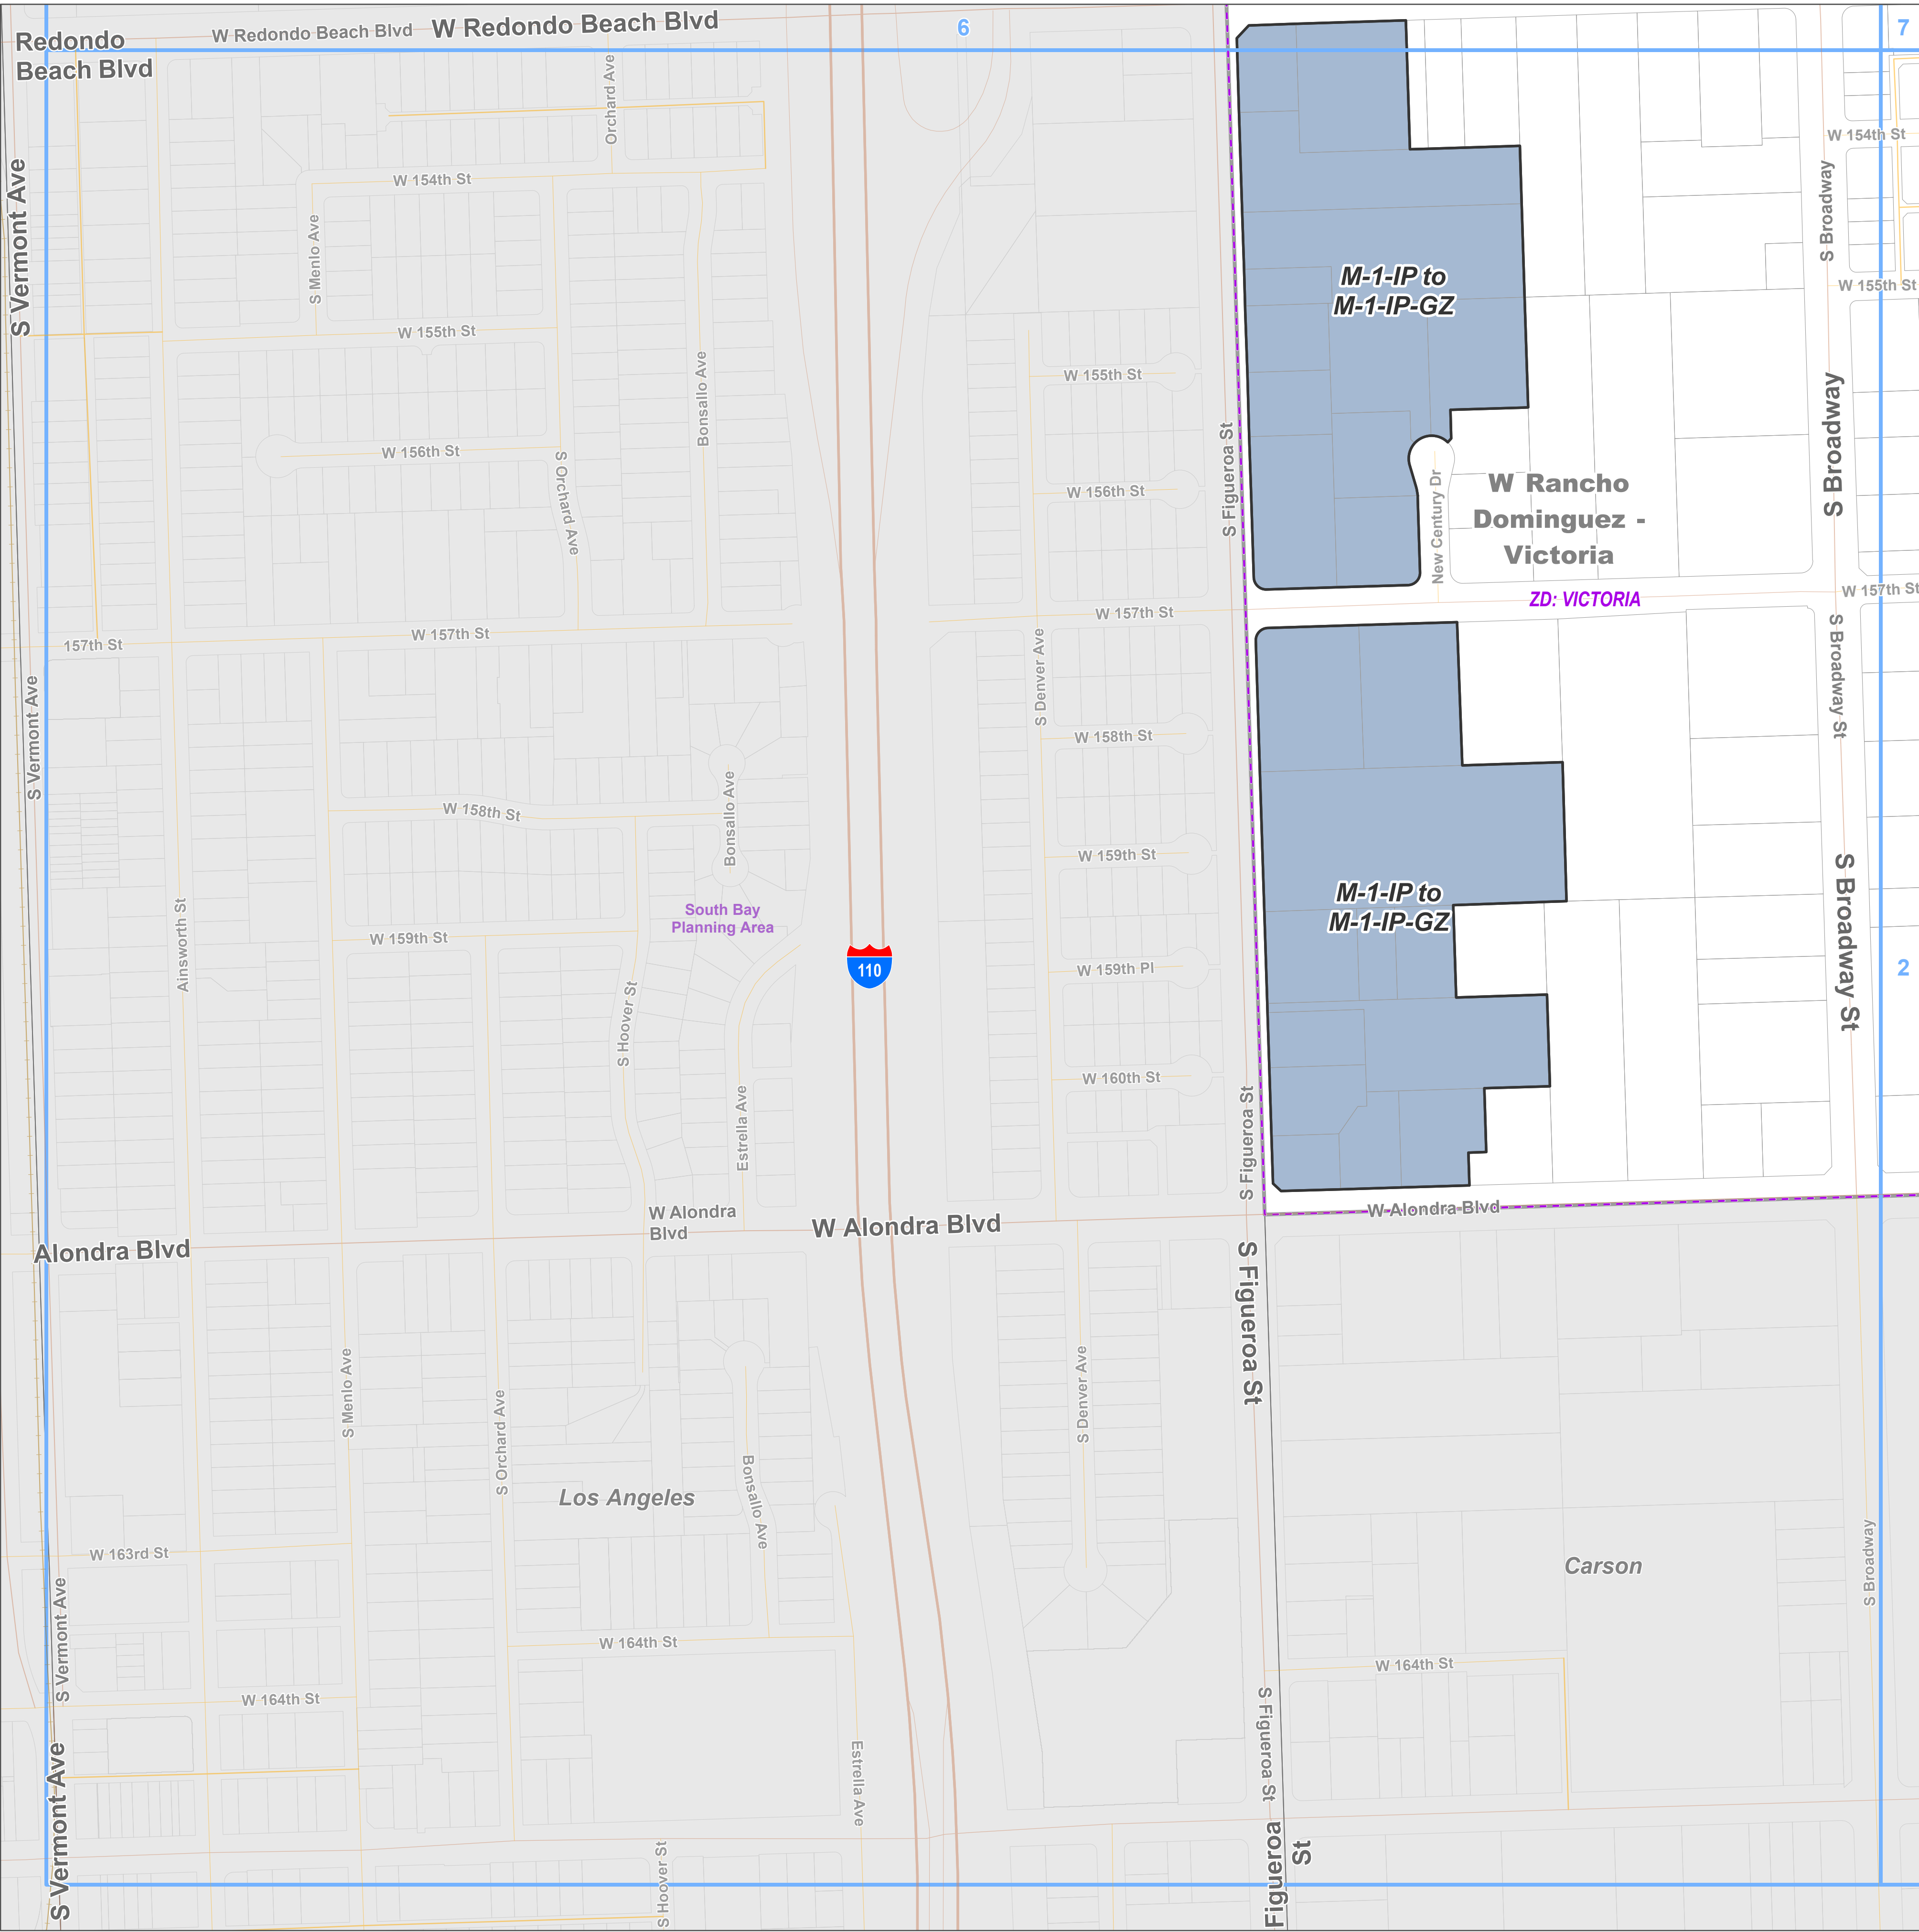 Redondo
Beach Blvd
W Redondo Beach Blvd
W Redondo Beach Blvd
6
7
Orchard Ave
W 154th St
W 154th St
S Vermont Ave
S Menlo Ave
S Broadway
M-1-IP to
M-1-IP-GZ
W 155th St
W 155th St
W 155th St
Bonsallo Ave
W 156th St
W 156th St
S Orchard Ave
S Figueroa St
New Century Dr
W Rancho
Dominguez -
Victoria
S Broadway
ZD: VICTORIA
W 157th St
W 157th St
W 157th St
157th St
S Denver Ave
S Broadway St
S Vermont Ave
W 158th St
W 158th St
Bonsallo Ave
W 159th St
M-1-IP to
M-1-IP-GZ
South Bay
Planning Area
W 159th St
Ainsworth St
110
W 159th Pl
2
S Broadway St
S Hoover St
W 160th St
Estrella Ave
S Figueroa St
W Alondra
Blvd
W Alondra Blvd
W Alondra Blvd
Alondra Blvd
S Figueroa St
S Menlo Ave
S Orchard Ave
S Denver Ave
Los Angeles
Bonsallo Ave
W 163rd St
Carson
S Broadway
S Vermont Ave
W 164th St
W 164th St
W 164th St
S Figueroa St
S Vermont Ave
Estrella Ave
S Hoover St
Figueroa
St